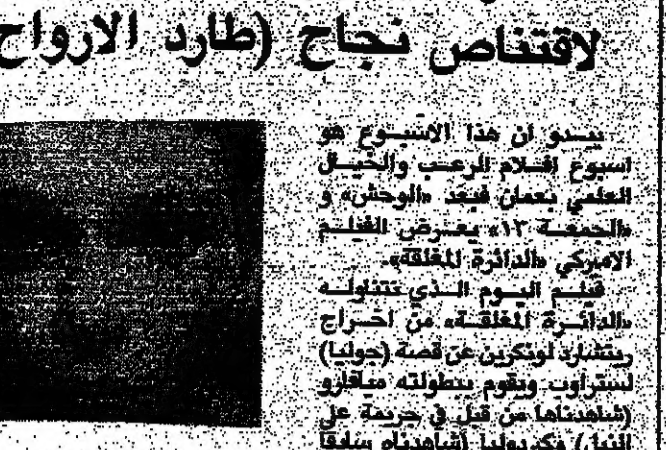 لاقتناص نجاح (طارد الارواح
يبدو ان هذا الاسبوع هو
اسبوع افلام الرعب والخيال
العلمي بعمان فبعد «الوحش» و
«الجمعة ١٣» يعرض الفيلم
الاميركي «الدائرة المغلقة».
فيلم اليوم الذي تتناوله
«الدائرة المغلقة» من اخراج
ريتشارد لونكرين عن قصة (جوليا)
لستراوب ويقوم ببطولته ميافارو
(شاهدناها من قبل في جريمة على
النيل) وكيردوليا (شاهدناه سابقا